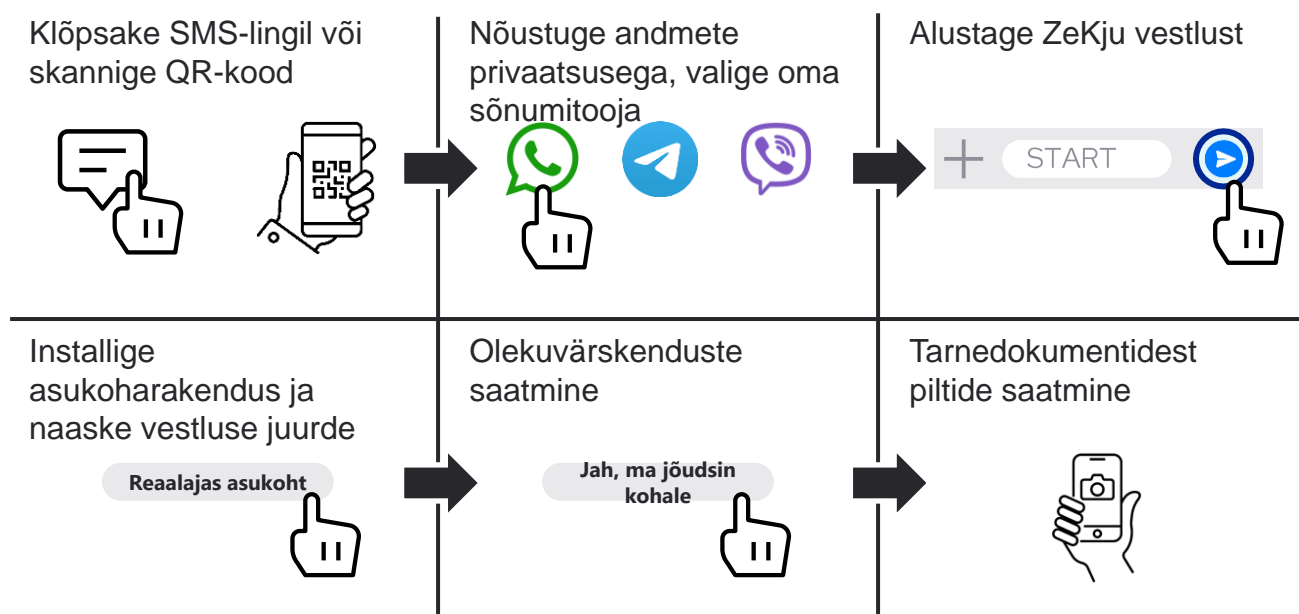 Klõpsake SMS-lingil või
skannige QR-kood
Nõustuge andmete
privaatsusega, valige oma
sõnumitooja
Alustage ZeKju vestlust
START
Installige
asukoharakendus ja
naaske vestluse juurde
Reaalajas asukoht
Olekuvärskenduste
saatmine
Jah, ma jõudsin
kohale
Tarnedokumentidest
piltide saatmine